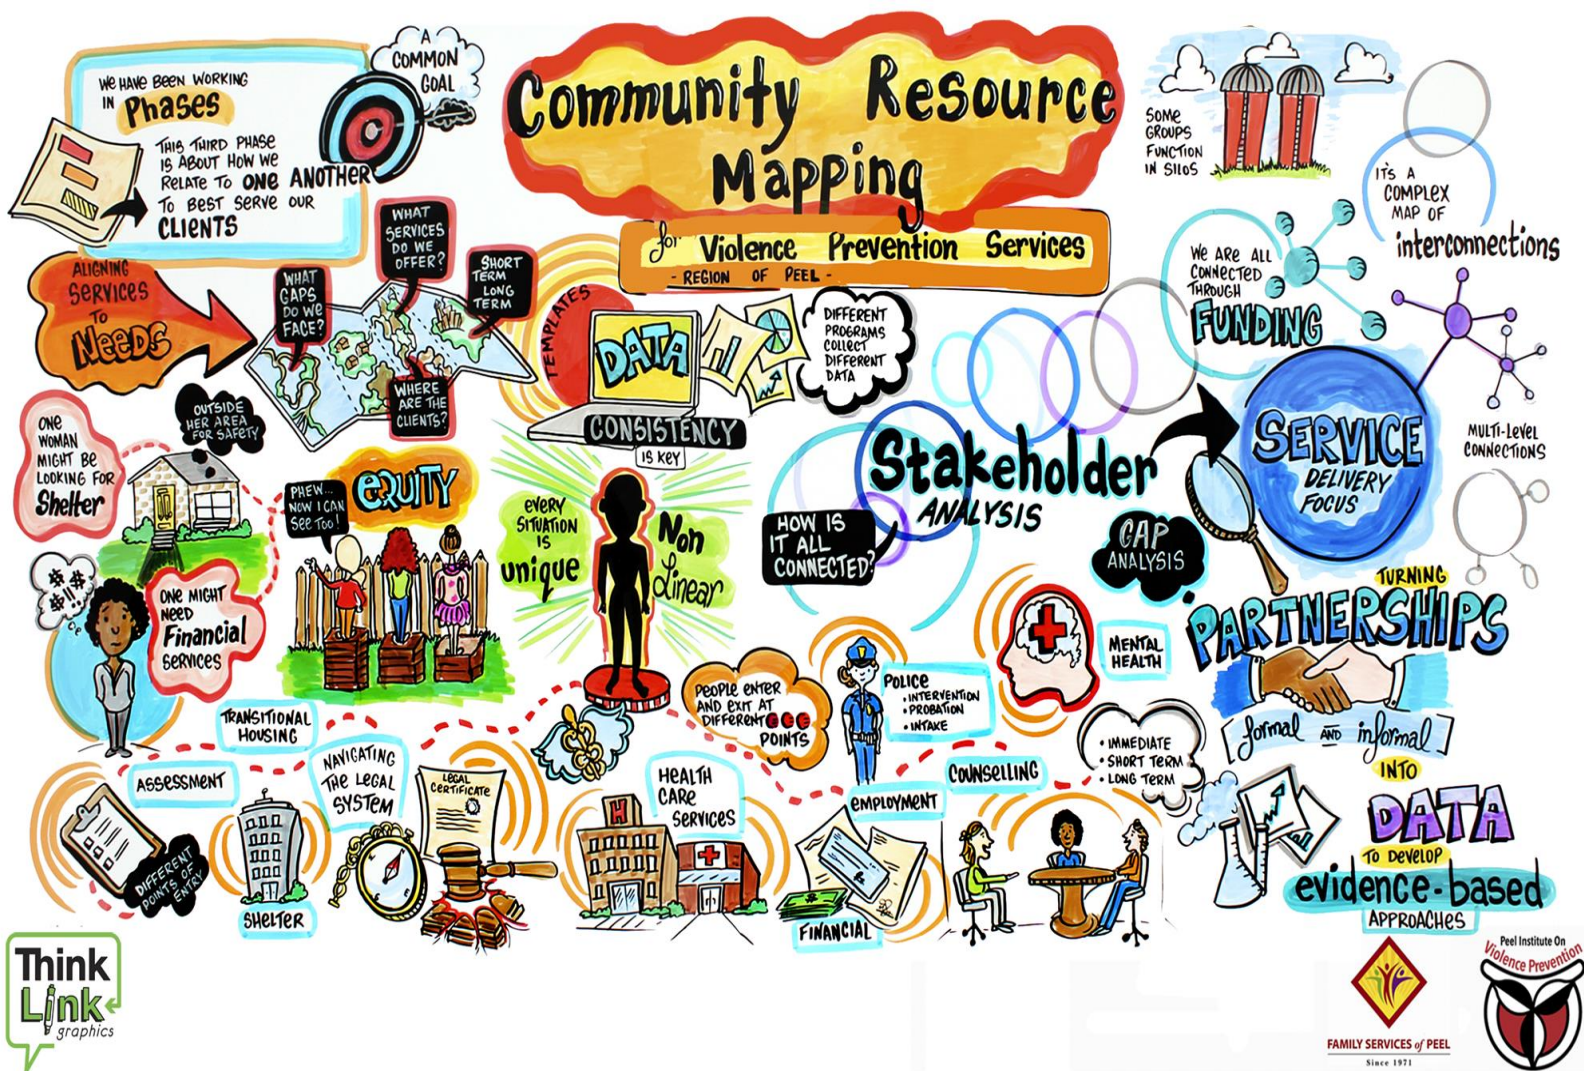 Community Resource
Mapping
for Violence Prevention Services
- REGION OF PEEL -
WE HAVE BEEN WORKING
IN Phases
THIS THIRD PHASE
IS ABOUT HOW WE
RELATE TO ONE ANOTHER
TO BEST SERVE OUR
CLIENTS
A
COMMON
GOAL
ALIGNING
SERVICES
TO
NEEDS
WHAT
GAPS
DO WE
FACE?
WHAT
SERVICES
DO WE
OFFER?
SHORT
TERM
LONG
TERM
WHERE
ARE THE
CLIENTS?
TEMPLATES
DATA
CONSISTENCY
IS KEY
DIFFERENT
PROGRAMS
COLLECT
DIFFERENT
DATA
SOME
GROUPS
FUNCTION
IN SILOS
IT'S A
COMPLEX
MAP OF
interconnections
WE ARE ALL
CONNECTED
THROUGH
FUNDING
MULTI-LEVEL
CONNECTIONS
Stakeholder
ANALYSIS
HOW IS
IT ALL
CONNECTED?
SERVICE
DELIVERY
FOCUS
GAP
ANALYSIS
ONE
WOMAN
MIGHT BE
LOOKING FOR
Shelter
OUTSIDE
HER AREA
FOR SAFETY
ONE MIGHT
NEED
Financial
SERVICES
$$
$!!*
EQUITY
PHEW...
NOW I CAN
SEE TOO!
EVERY
SITUATION
IS
unique
Non
Linear
TURNING
PARTNERSHIPS
formal AND informal
INTO
DATA
TO DEVELOP
evidence-based
APPROACHES
PEOPLE ENTER
AND EXIT AT
DIFFERENT
POINTS
POLICE
• INTERVENTION
• PROBATION
• INTAKE
MENTAL
HEALTH
• IMMEDIATE
• SHORT TERM
• LONG TERM
COUNSELLING
TRANSITIONAL
HOUSING
ASSESSMENT
DIFFERENT
POINTS OF
ENTRY
SHELTER
NAVIGATING
THE LEGAL
SYSTEM
LEGAL
CERTIFICATE
H
HEALTH
CARE
SERVICES
EMPLOYMENT
FINANCIAL
Think
Link
graphics
FAMILY SERVICES of PEEL
Since 1971
Peel Institute On
Violence Prevention